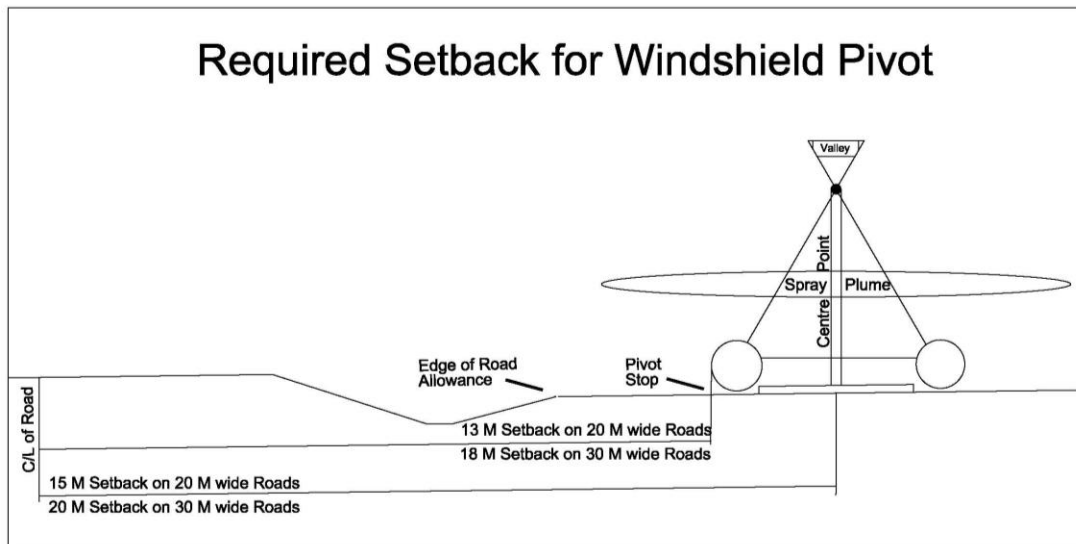 Required Setback for Windshield Pivot
Valley
Centre Point
Spray Plume
Edge of Road
Allowance
Pivot
Stop
C/L of Road
13 M Setback on 20 M wide Roads
18 M Setback on 30 M wide Roads
15 M Setback on 20 M wide Roads
20 M Setback on 30 M wide Roads